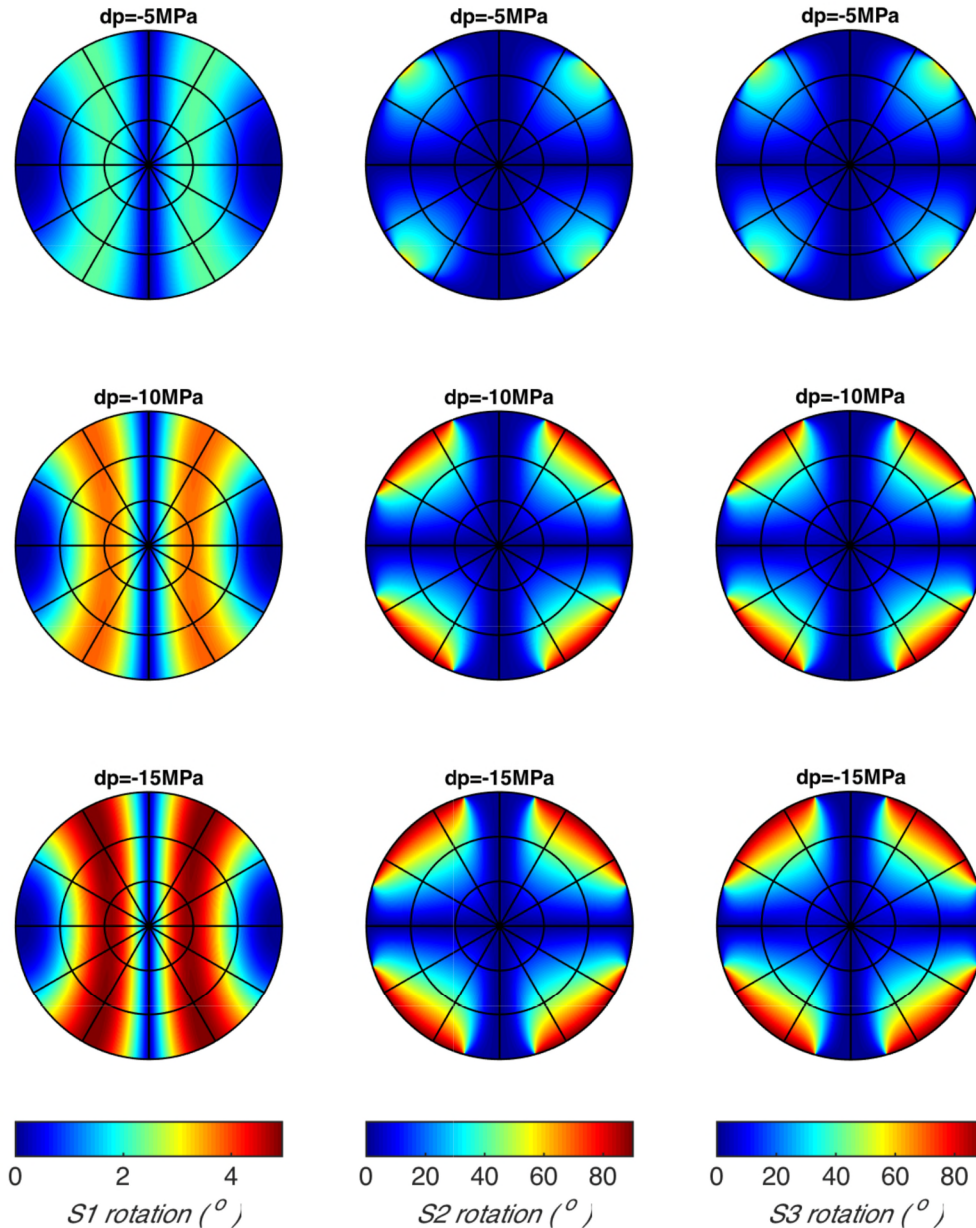 dp=-5MPa dp=-5MPa dp=-5MPa
dp=-10MPa dp=-10MPa dp=-10MPa
dp=-15MPa dp=-15MPa dp=-15MPa
0 2 4 0 20 40 60 80 0 20 40 60 80
S1 rotation (°) S2 rotation (°) S3 rotation (°)